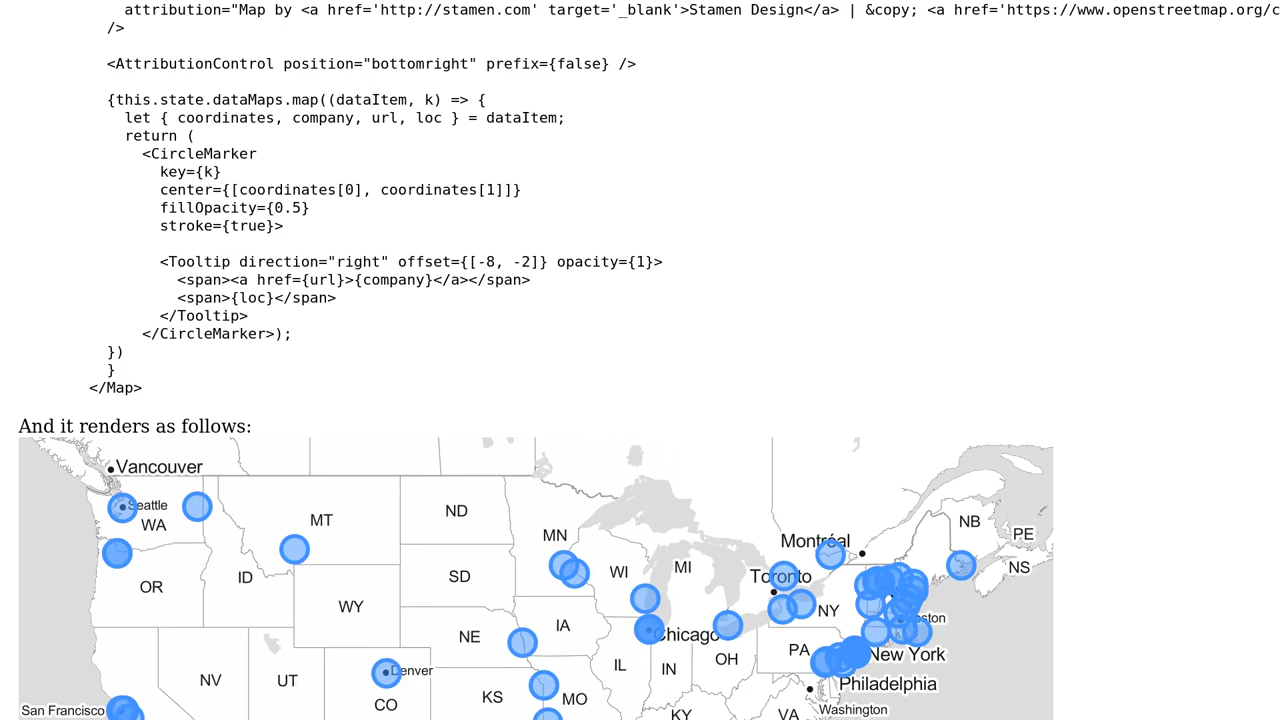 attribution="Map by <a href='http://stamen.com' target='_blank'>Stamen Design</a> | &copy; <a href='https://www.openstreetmap.org/c
/>
<AttributionControl position="bottomright" prefix={false} />
{this.state.dataMaps.map((dataItem, k) => {
let { coordinates, company, url, loc } = dataItem;
return (
<CircleMarker
key={k}
center={[coordinates[0], coordinates[1]]}
fillOpacity={0.5}
stroke={true}>
<Tooltip direction="right" offset={[-8, -2]} opacity={1}>
<span><a href={url}>{company}</a></span>
<span>{loc}</span>
</Tooltip>
</CircleMarker>);
})
}
</Map>
And it renders as follows:
Vancouver
Seattle
WA
MT
ND
MN
Montréal
NB
PE
NS
OR
ID
SD
WI
MI
Toronto
WY
NY
NE
IA
Chicago
PA
New York
NV
UT
Denver
CO
KS
MO
IL
IN
OH
Philadelphia
San Francisco
KY
VA
Washington